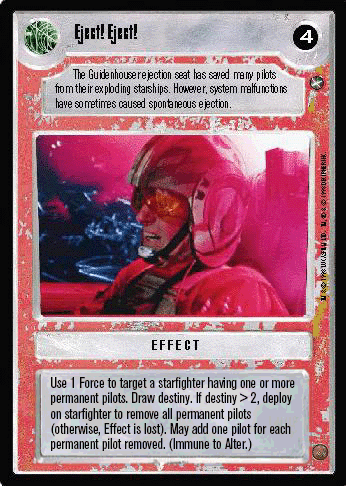 Eject! Eject!
4
The Guidenhouse rejection seat has saved many pilots
from their exploding starships. However, system malfunctions
have sometimes caused spontaneous ejection.
EFFECT
Use 1 Force to target a starfighter having one or more
permanent pilots. Draw destiny. If destiny > 2, deploy
on starfighter to remove all permanent pilots
(otherwise, Effect is lost). May add one pilot for each
permanent pilot removed. (Immune to Alter.)